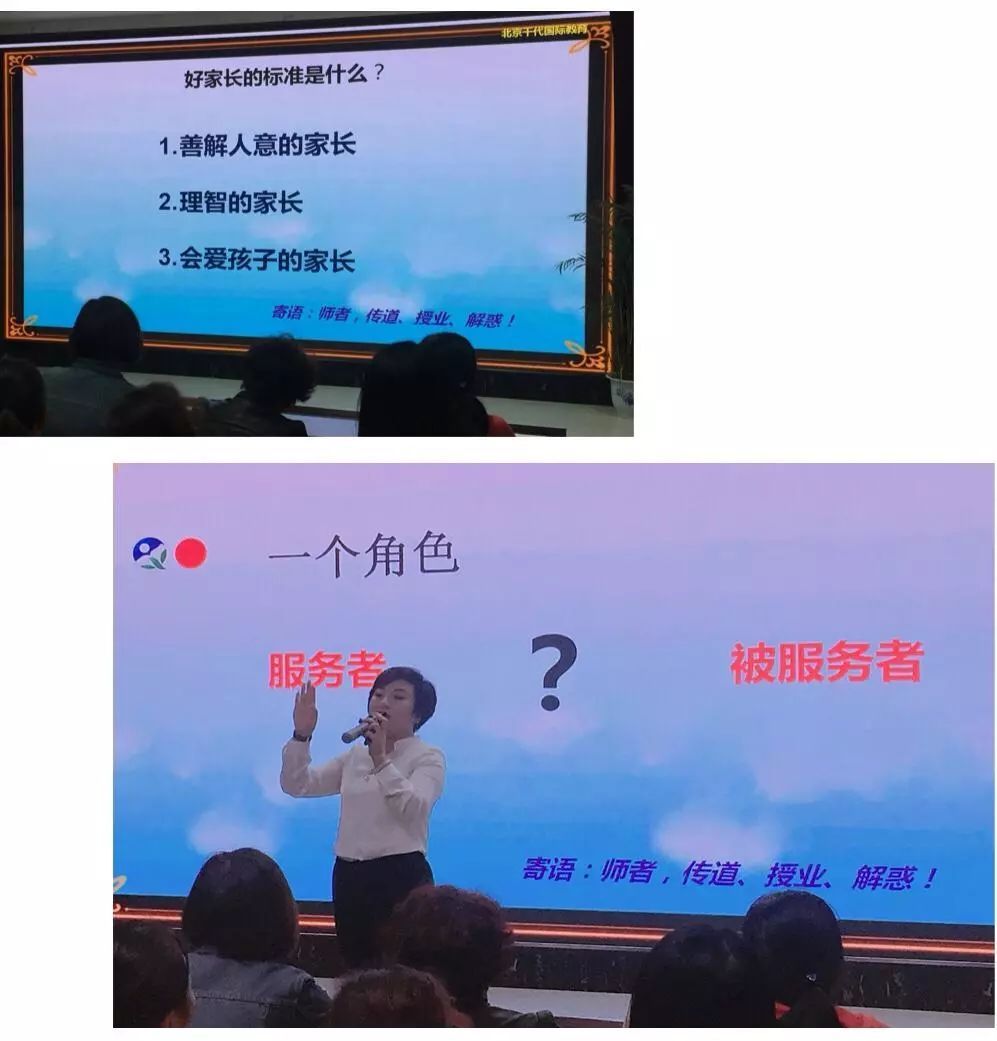 北京千代国际教育
好家长的标准是什么？
1.善解人意的家长
2.理智的家长
3.会爱孩子的家长
寄语：师者，传道、授业、解惑！
一个角色
服务者
?
被服务者
寄语：师者，传道、授业、解惑！